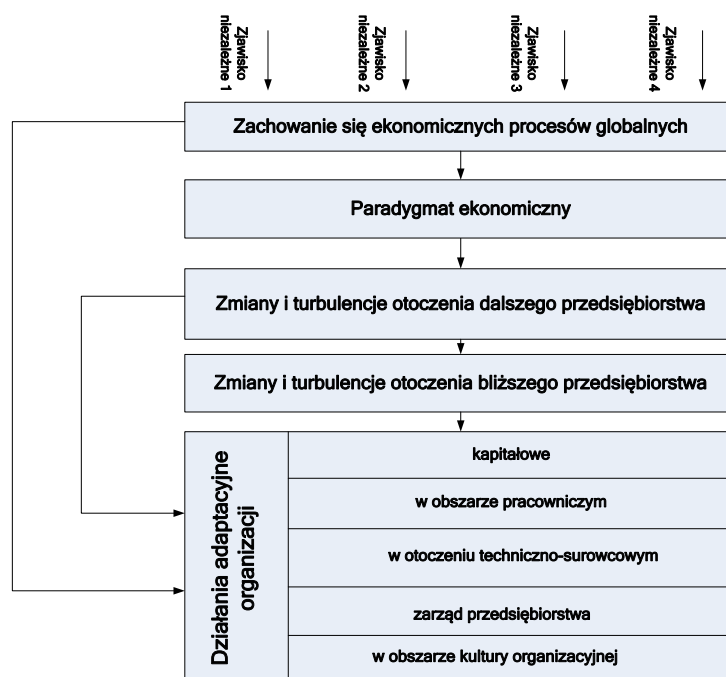 Zjawisko
niezależne 1
Zjawisko
niezależne 2
Zjawisko
niezależne 3
Zjawisko
niezależne 4
Zachowanie się ekonomicznych procesów globalnych
Paradygmat ekonomiczny
Zmiany i turbulencje otoczenia dalszego przedsiębiorstwa
Zmiany i turbulencje otoczenia bliższego przedsiębiorstwa
Działania adaptacyjne
organizacji
kapitałowe
w obszarze pracowniczym
w otoczeniu techniczno-surowcowym
zarząd przedsiębiorstwa
w obszarze kultury organizacyjnej